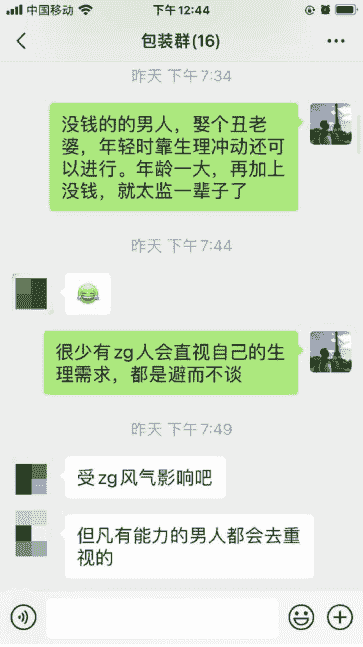 中国移动 下午12:44
包装群(16)
昨天 下午7:34
没钱的的男人，娶个丑老
婆，年轻时靠生理冲动还可
以进行。年龄一大，再加上
没钱，就太监一辈子了
昨天 下午7:44
很少有zg人会直视自己的生
理需求，都是避而不谈
昨天 下午7:49
受zg风气影响吧
但凡有能力的男人都会去重
视的